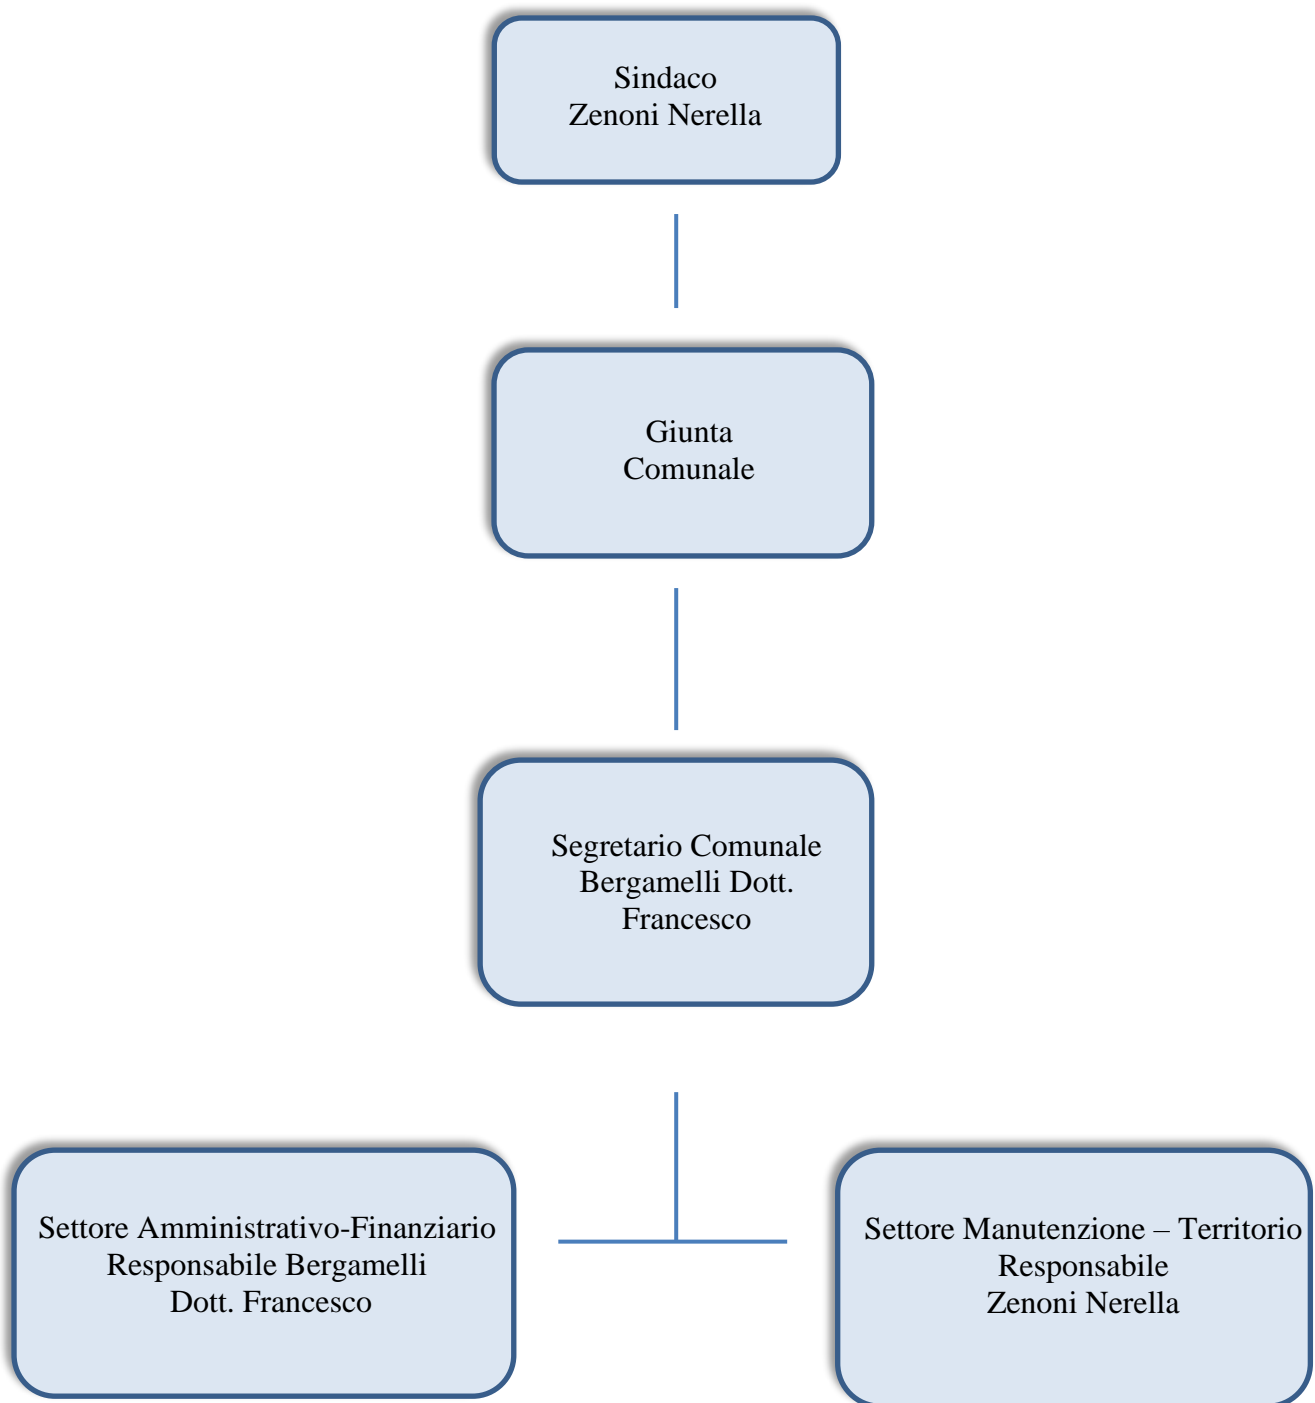 Sindaco
Zenoni Nerella
Giunta
Comunale
Segretario Comunale
Bergamelli Dott.
Francesco
Settore Amministrativo-Finanziario
Responsabile Bergamelli
Dott. Francesco
Settore Manutenzione – Territorio
Responsabile
Zenoni Nerella